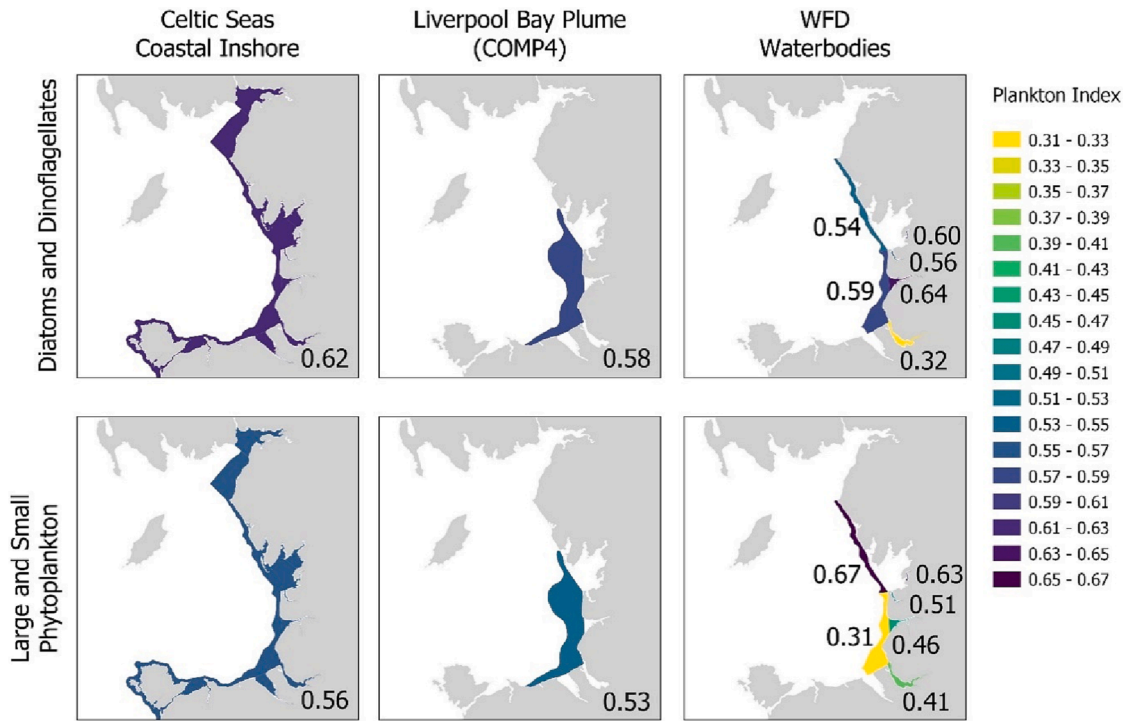 Celtic Seas
Coastal Inshore
Liverpool Bay Plume
(COMP4)
WFD
Waterbodies
Diatoms and Dinoflagellates
0.62
0.58
0.54
0.60
0.56
0.59
0.64
0.32
Large and Small
Phytoplankton
0.56
0.53
0.67
0.63
0.51
0.31
0.46
0.41
Plankton Index
0.31 - 0.33
0.33 - 0.35
0.35 - 0.37
0.37 - 0.39
0.39 - 0.41
0.41 - 0.43
0.43 - 0.45
0.45 - 0.47
0.47 - 0.49
0.49 - 0.51
0.51 - 0.53
0.53 - 0.55
0.55 - 0.57
0.57 - 0.59
0.59 - 0.61
0.61 - 0.63
0.63 - 0.65
0.65 - 0.67